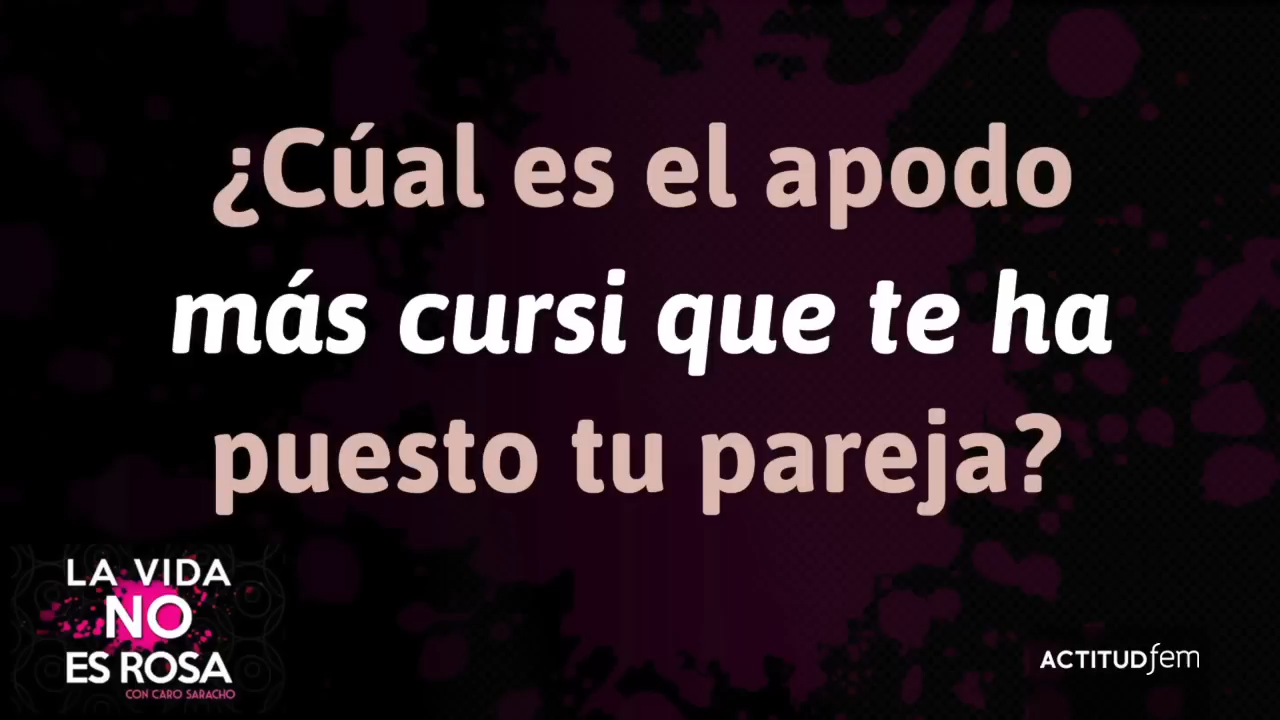 ¿Cúal es el apodo
más cursi que te ha
puesto tu pareja?
LA VIDA
NO
ES ROSA
CON CARO SARACHO
ACTITUDfem